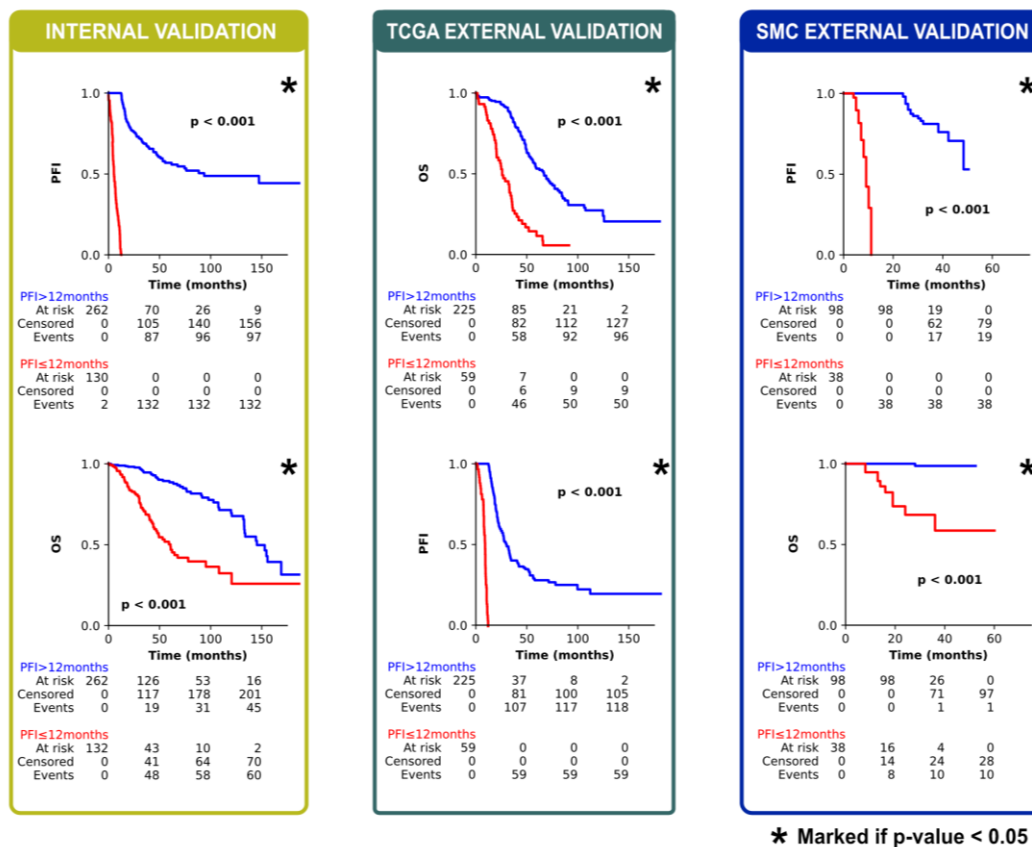 INTERNAL VALIDATION
*
1.0
0.5
0.0
PFI
p < 0.001
0 50 100 150
Time (months)
PFI>12months
At risk 262 70 26 9
Censored 0 105 140 156
Events 0 87 96 97
PFI≤12months
At risk 130 0 0 0
Censored 0 0 0 0
Events 2 132 132 132
*
1.0
0.5
0.0
OS
p < 0.001
0 50 100 150
Time (months)
PFI>12months
At risk 262 126 53 16
Censored 0 117 178 201
Events 0 19 31 45
PFI≤12months
At risk 132 43 10 2
Censored 0 41 64 70
Events 0 48 58 60
TCGA EXTERNAL VALIDATION
*
1.0
0.5
0.0
OS
p < 0.001
0 50 100 150
Time (months)
PFI>12months
At risk 225 85 21 2
Censored 0 82 112 127
Events 0 58 92 96
PFI≤12months
At risk 59 7 0 0
Censored 0 6 9 9
Events 0 46 50 50
*
1.0
0.5
0.0
PFI
p < 0.001
0 50 100 150
Time (months)
PFI>12months
At risk 225 37 8 2
Censored 0 81 100 105
Events 0 107 117 118
PFI≤12months
At risk 59 0 0 0
Censored 0 0 0 0
Events 0 59 59 59
SMC EXTERNAL VALIDATION
*
1.0
0.5
0.0
PFI
p < 0.001
0 20 40 60
Time (months)
PFI>12months
At risk 98 98 19 0
Censored 0 0 62 79
Events 0 0 17 19
PFI≤12months
At risk 38 0 0 0
Censored 0 0 0 0
Events 0 38 38 38
*
1.0
0.5
0.0
OS
p < 0.001
0 20 40 60
Time (months)
PFI>12months
At risk 98 98 26 0
Censored 0 0 71 97
Events 0 0 1 1
PFI≤12months
At risk 38 16 4 0
Censored 0 14 24 28
Events 0 8 10 10
* Marked if p-value < 0.05